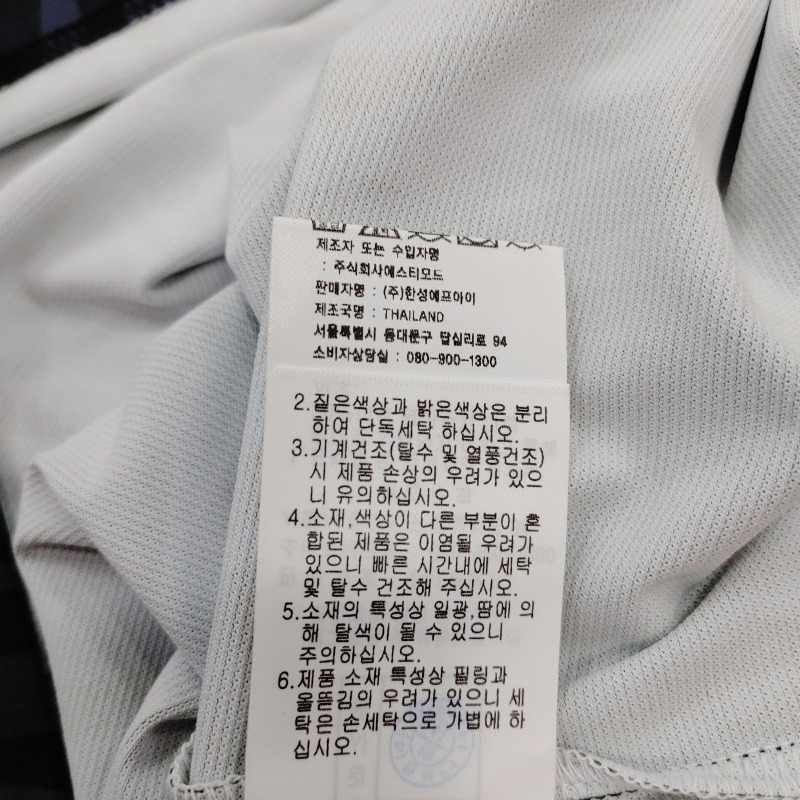 제조자 또는 수입자명
: 주식회사에스티모드
판매자명 : (주)한성에프아이
제조국명 : THAILAND
서울특별시 동대문구 답십리로 94
소비자상담실 : 080-900-1300
2.짙은색상과 밝은색상은 분리
하여 단독세탁 하십시오.
3.기계건조(탈수 및 열풍건조)
시 제품 손상의 우려가 있으
니 유의하십시오.
4.소재,색상이 다른 부분이 혼
합된 제품은 이염될 우려가
있으니 빠른 시간내에 세탁
및 탈수 건조해 주십시오.
5.소재의 특성상 일광,땀에 의
해 탈색이 될 수 있으니
주의하십시오.
6.제품 소재 특성상 필링과
올뜯김의 우려가 있으니 세
탁은 손세탁으로 가볍에 하
십시오.